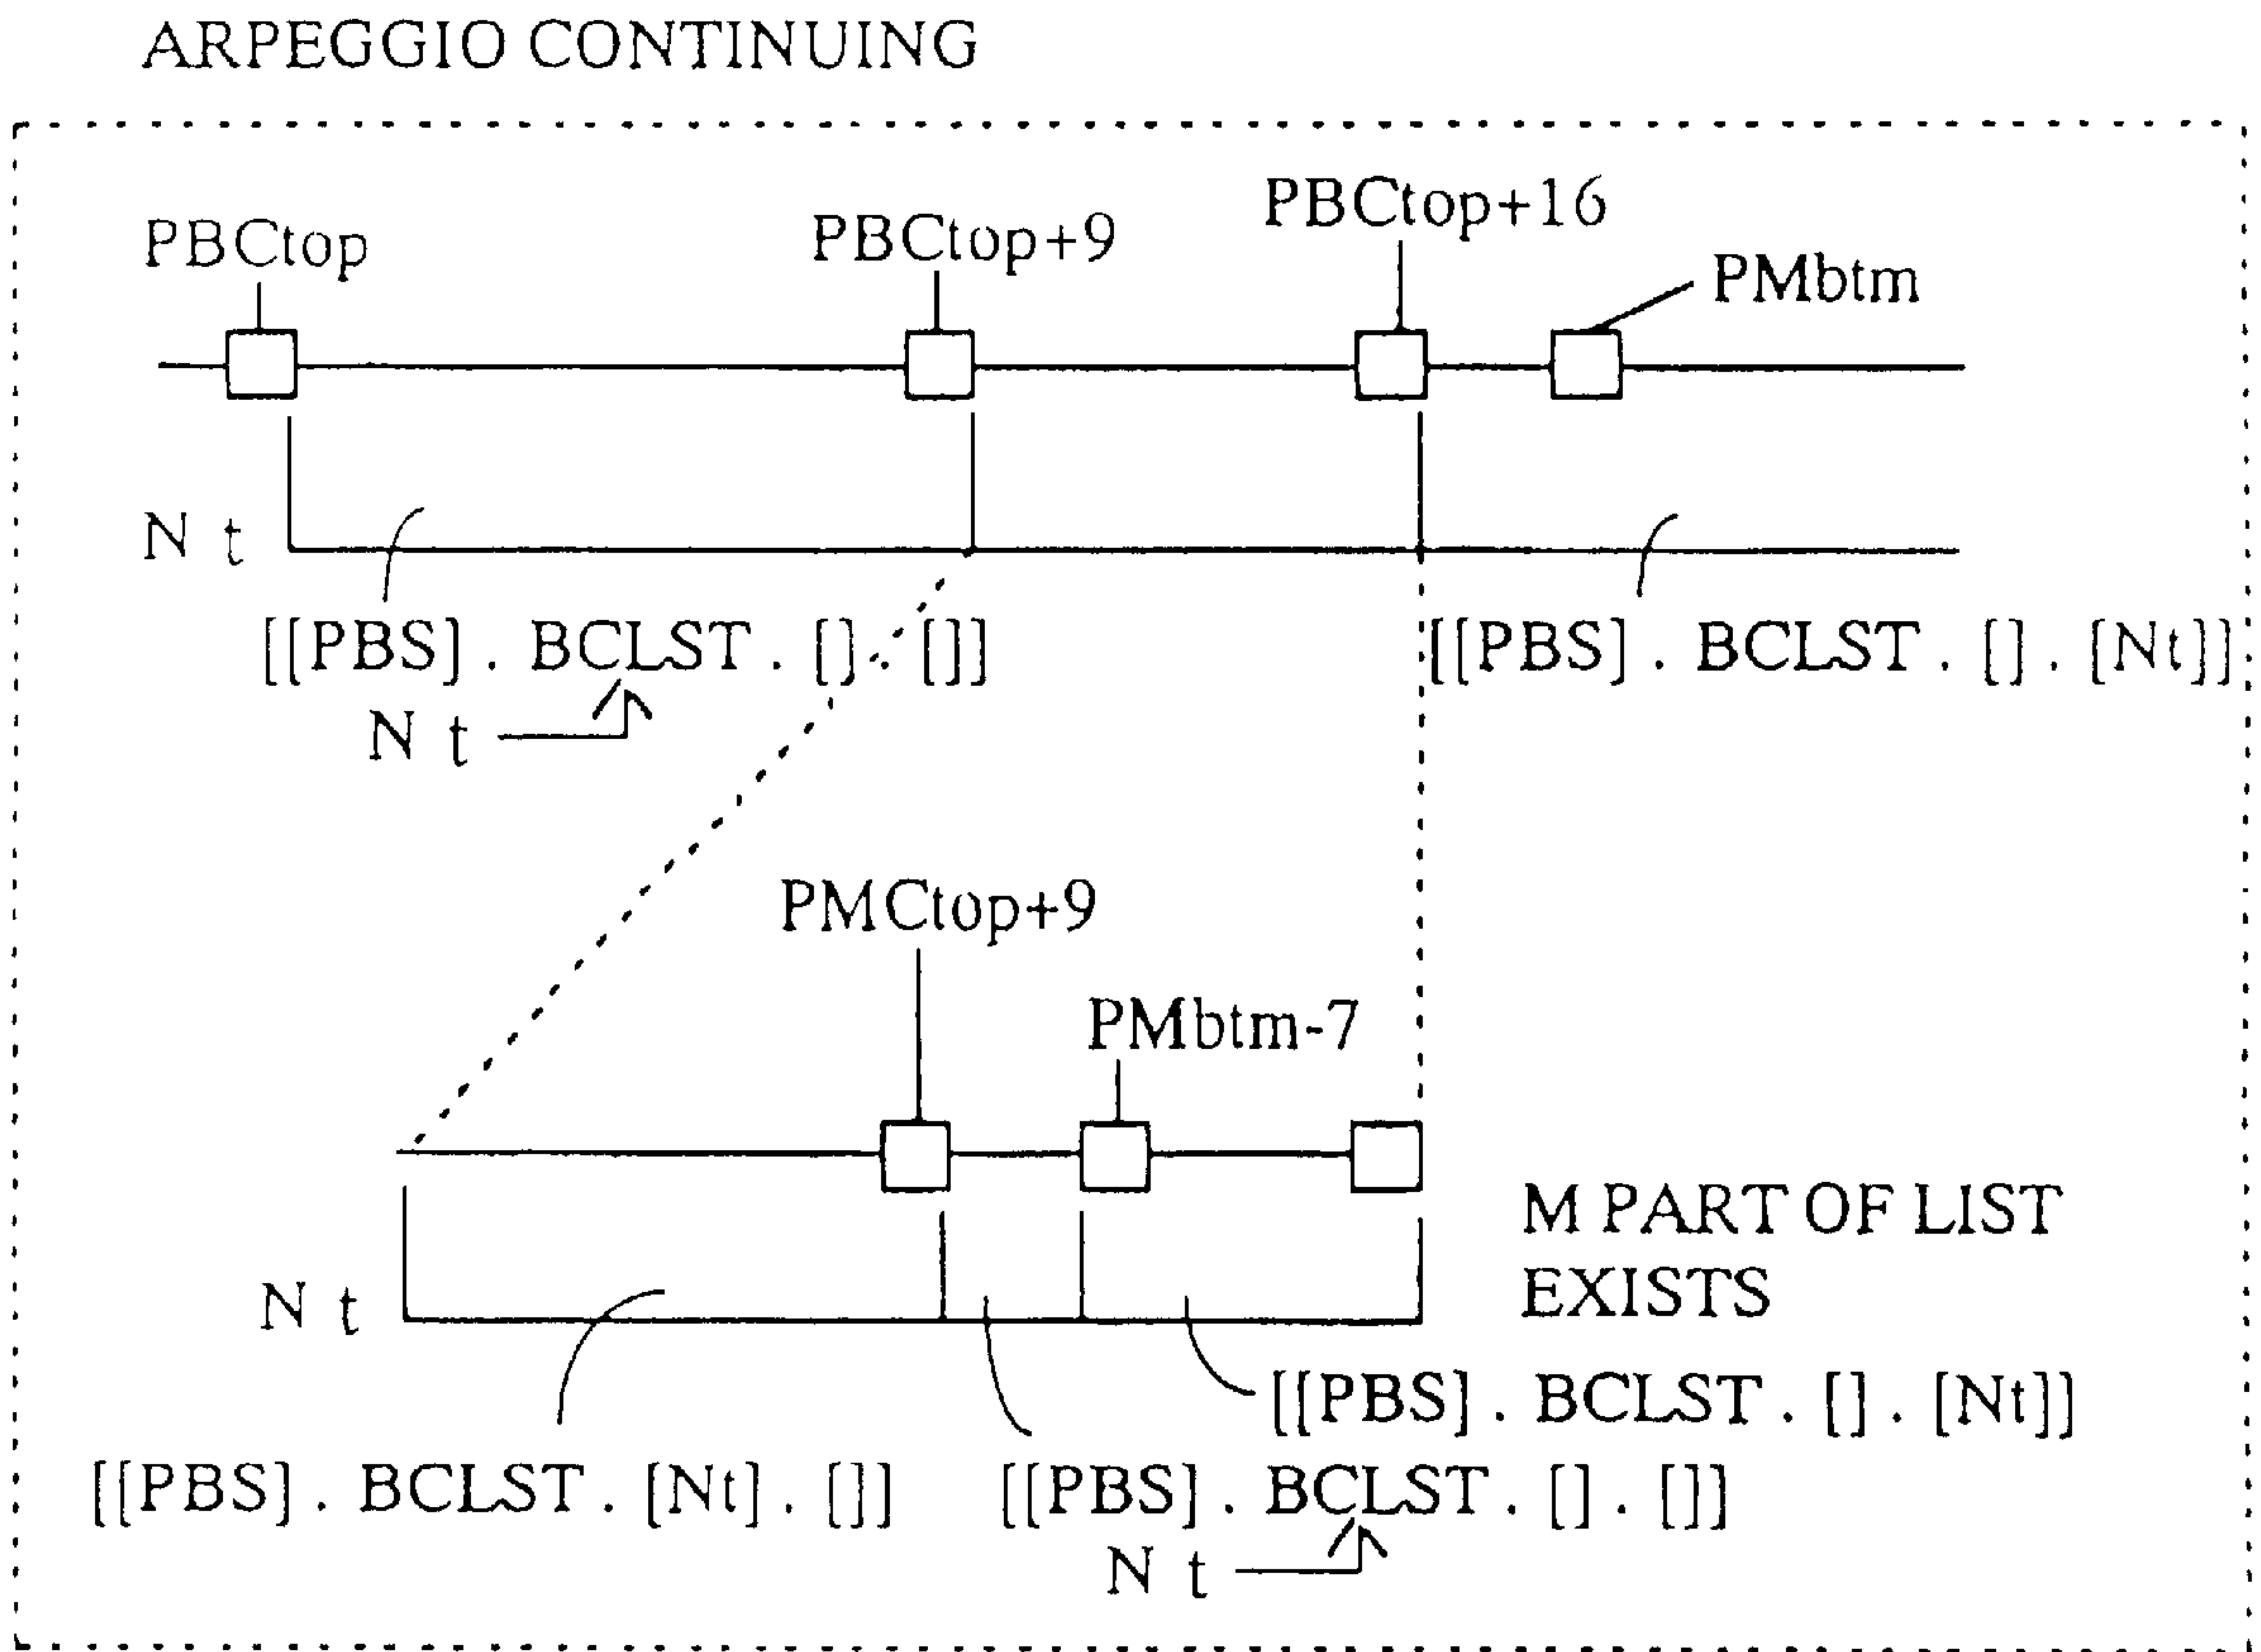 ARPEGGIO CONTINUING
PBCtop
PBCtop+9
PBCtop+16
PMbtm
N t
[[PBS] . BCLST . [] . []]
[[PBS] . BCLST . [] . [Nt]]
N t
PMCtop+9
PMbtm-7
M PART OF LIST
EXISTS
N t
[[PBS] . BCLST . [] . [Nt]]
[[PBS] . BCLST . [Nt] . []]
[[PBS] . BCLST . [] . []]
N t